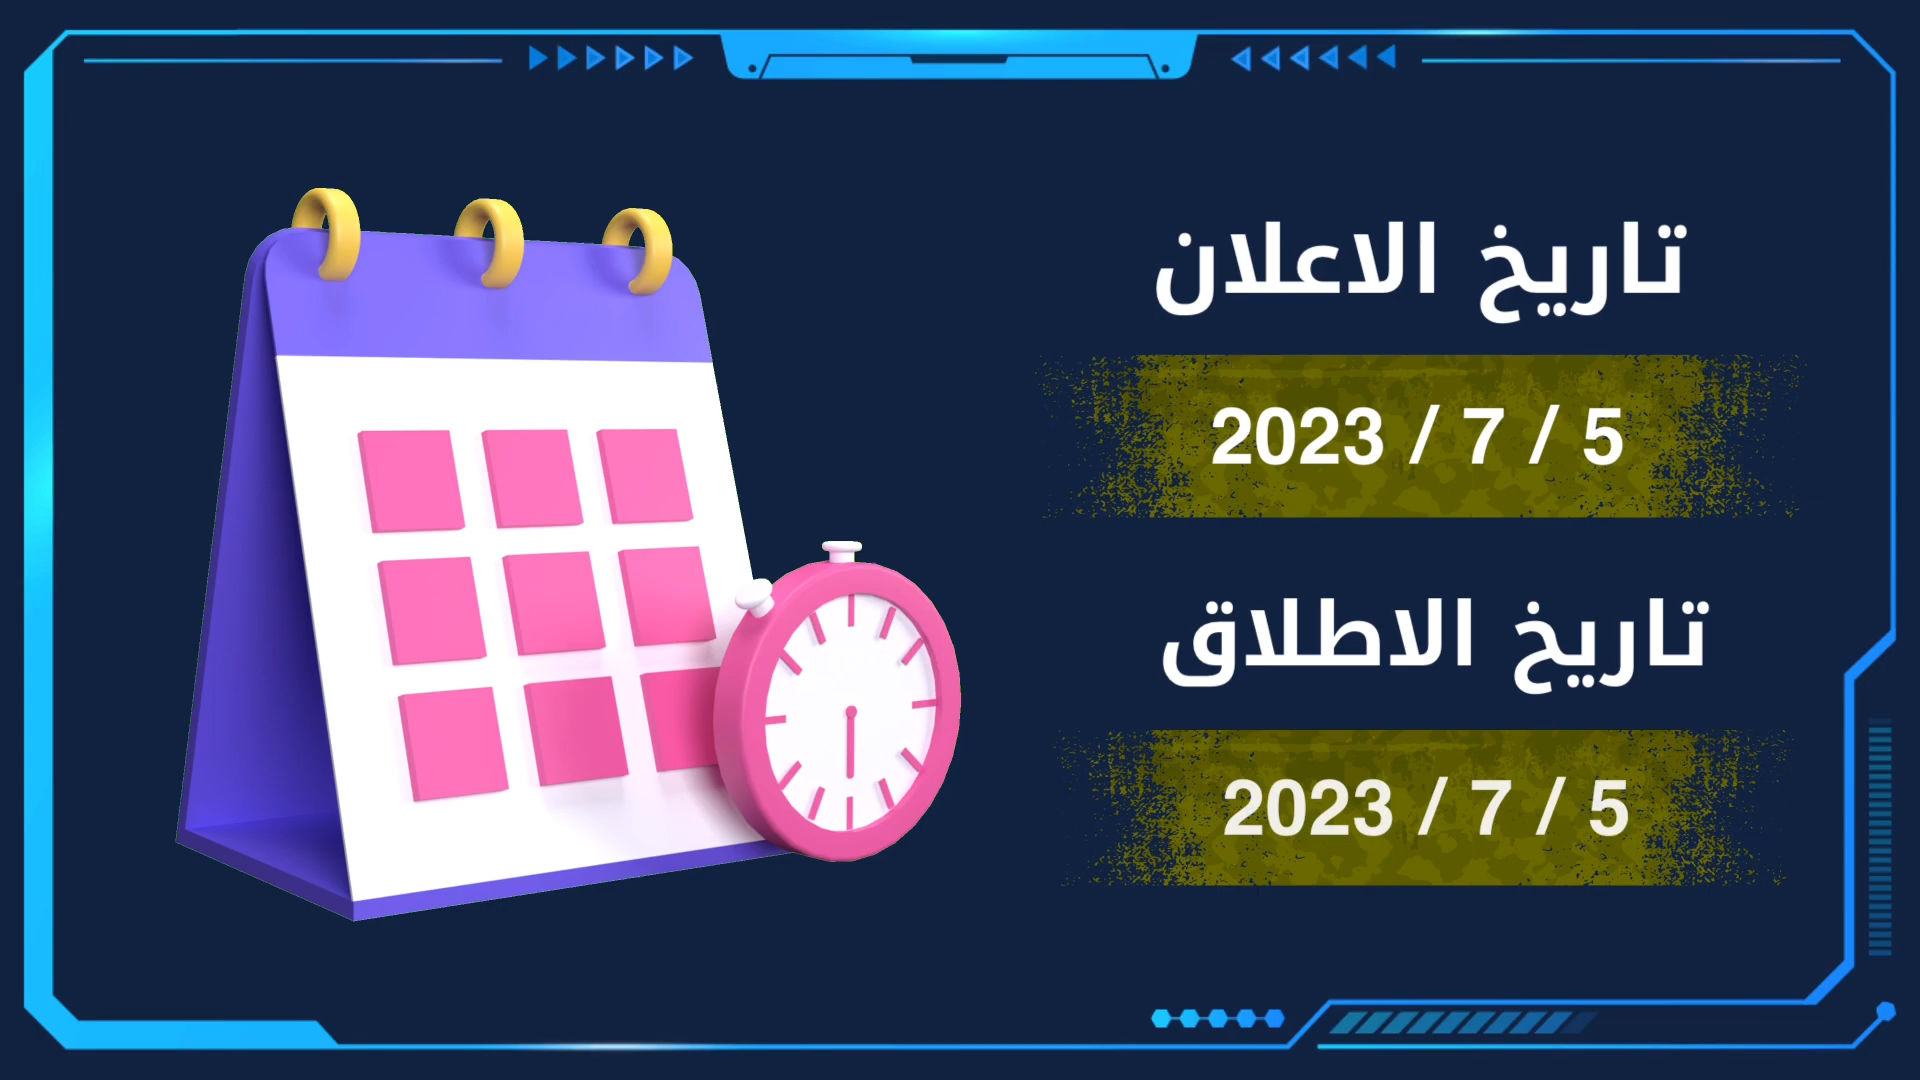 تاريخ الاعلان
2023 / 7 / 5
تاريخ الاطلاق
2023 / 7 / 5